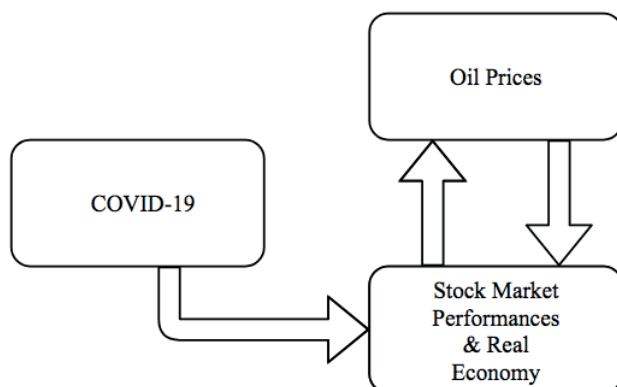 Oil Prices
COVID-19
Stock Market
Performances
& Real
Economy